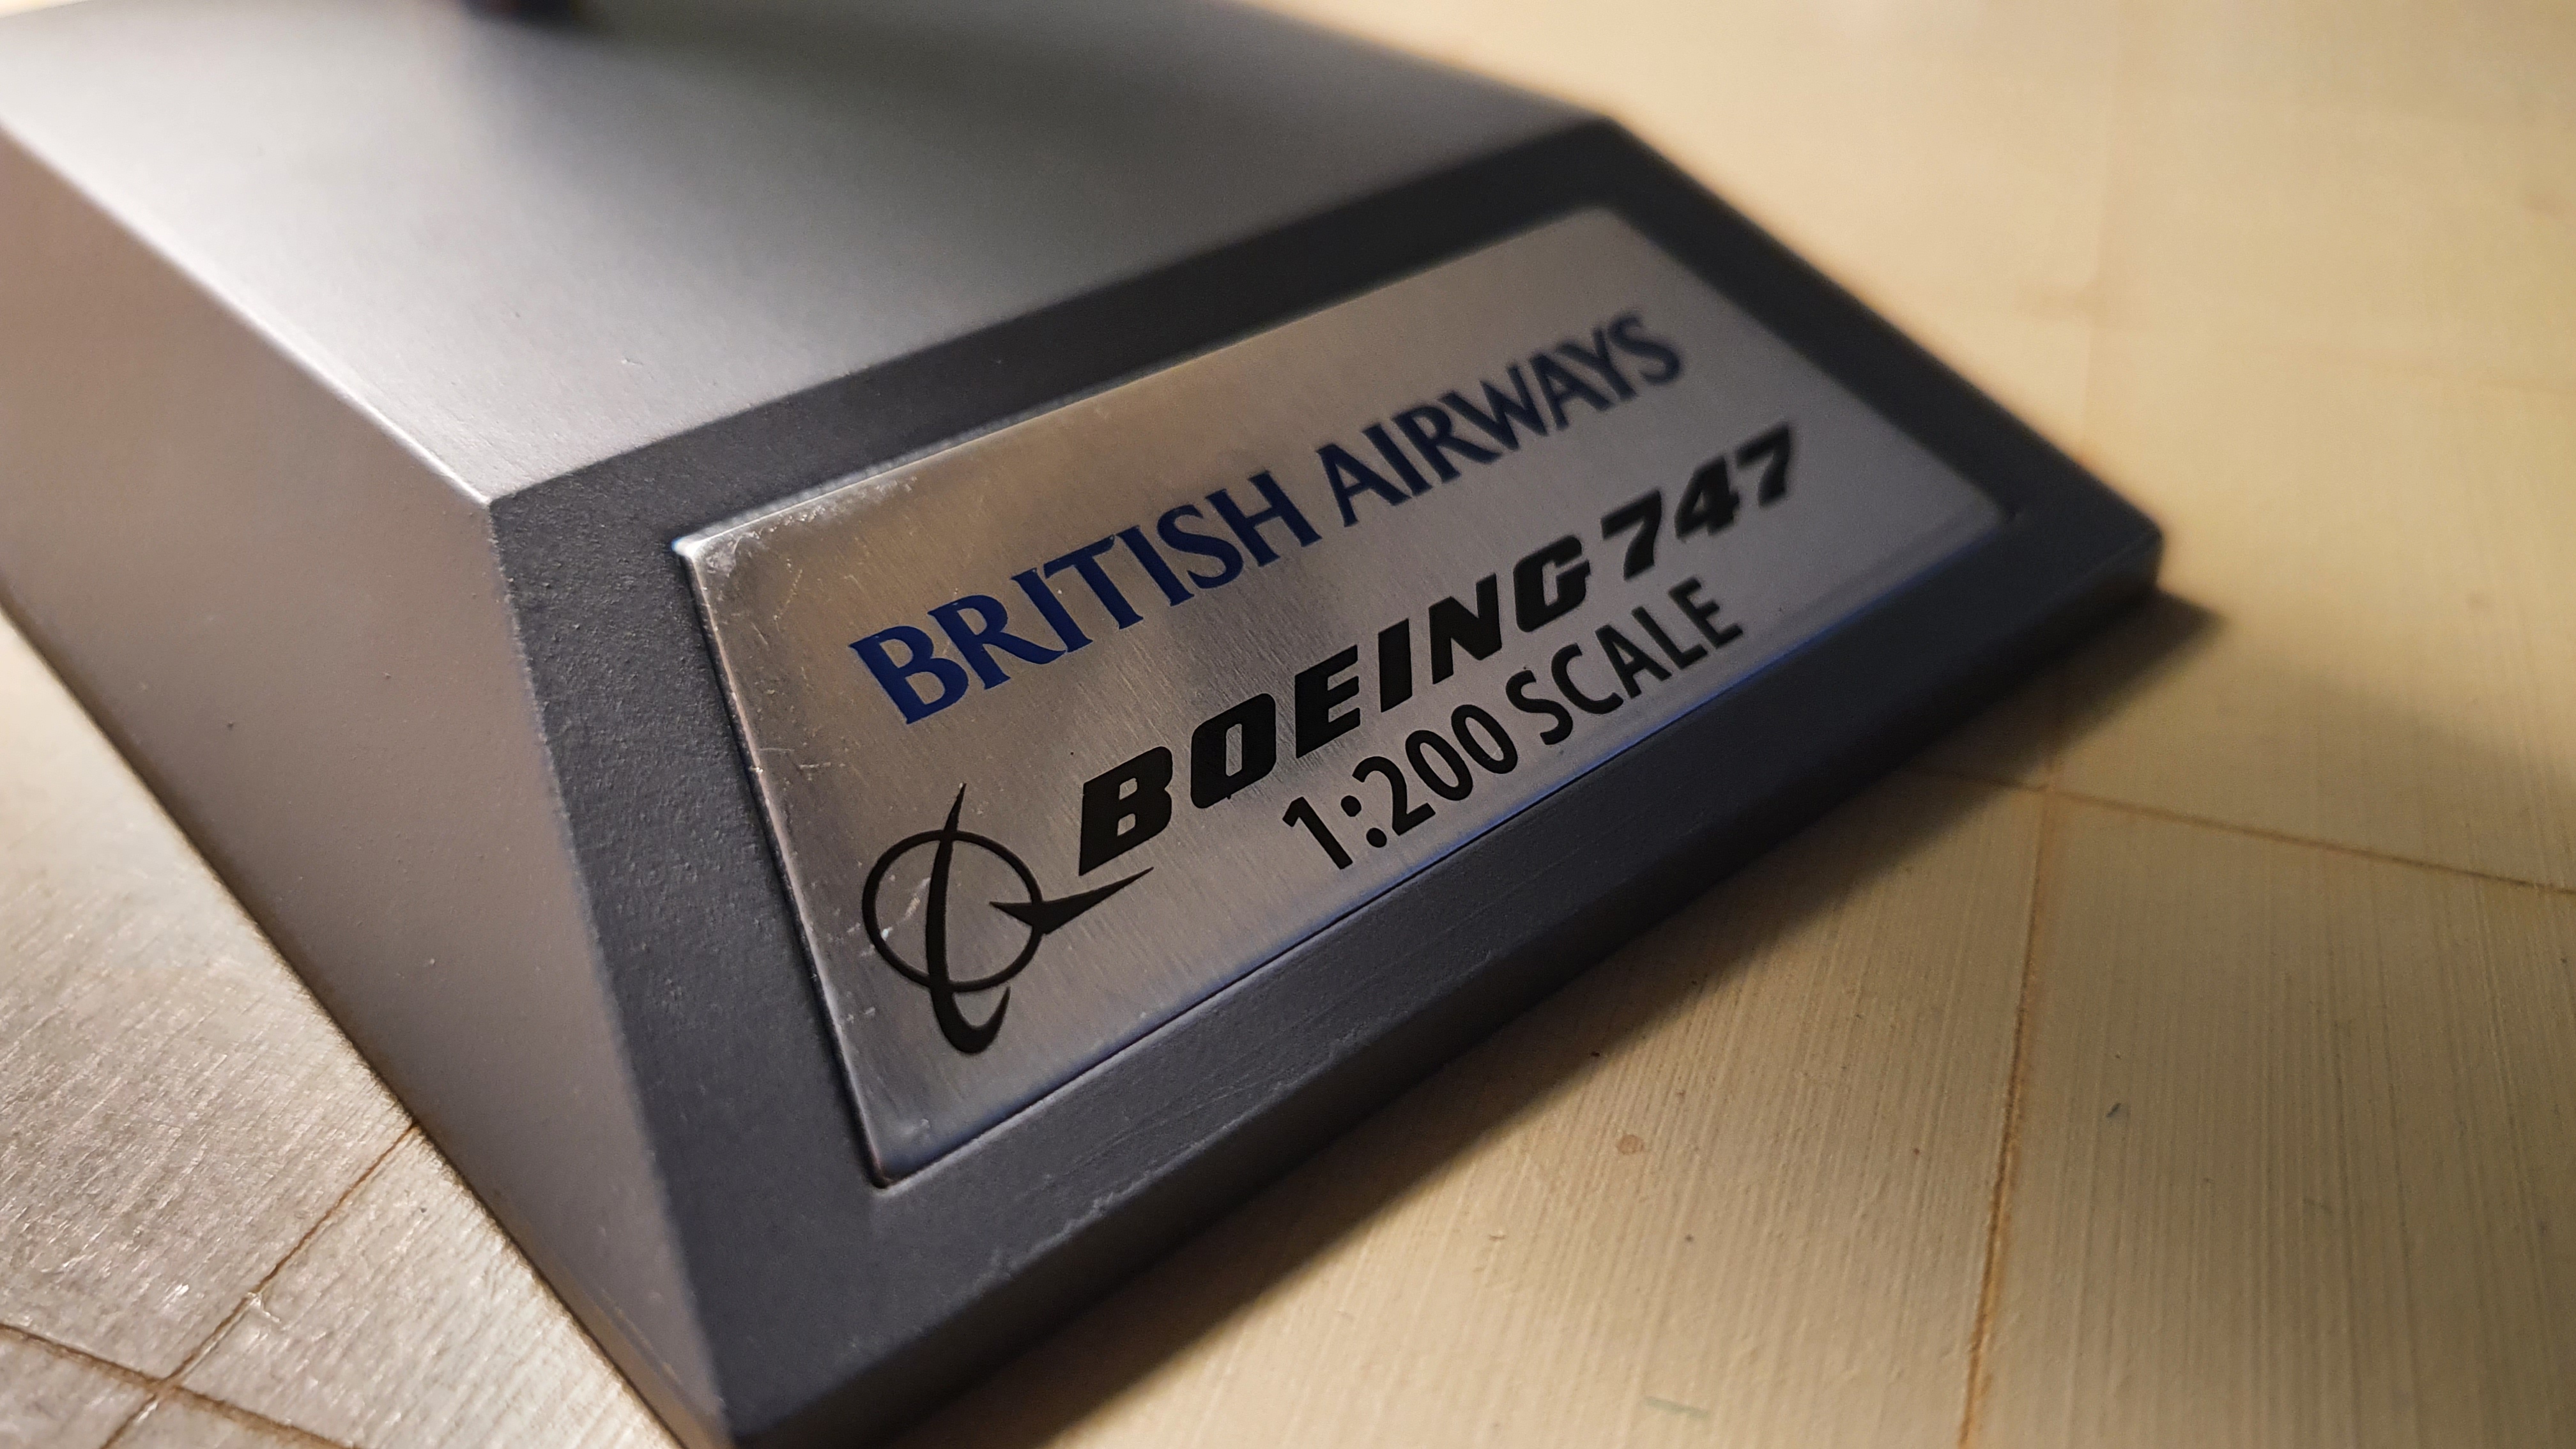 BRITISH AIRWAYS
BOEING 747
1:200 SCALE